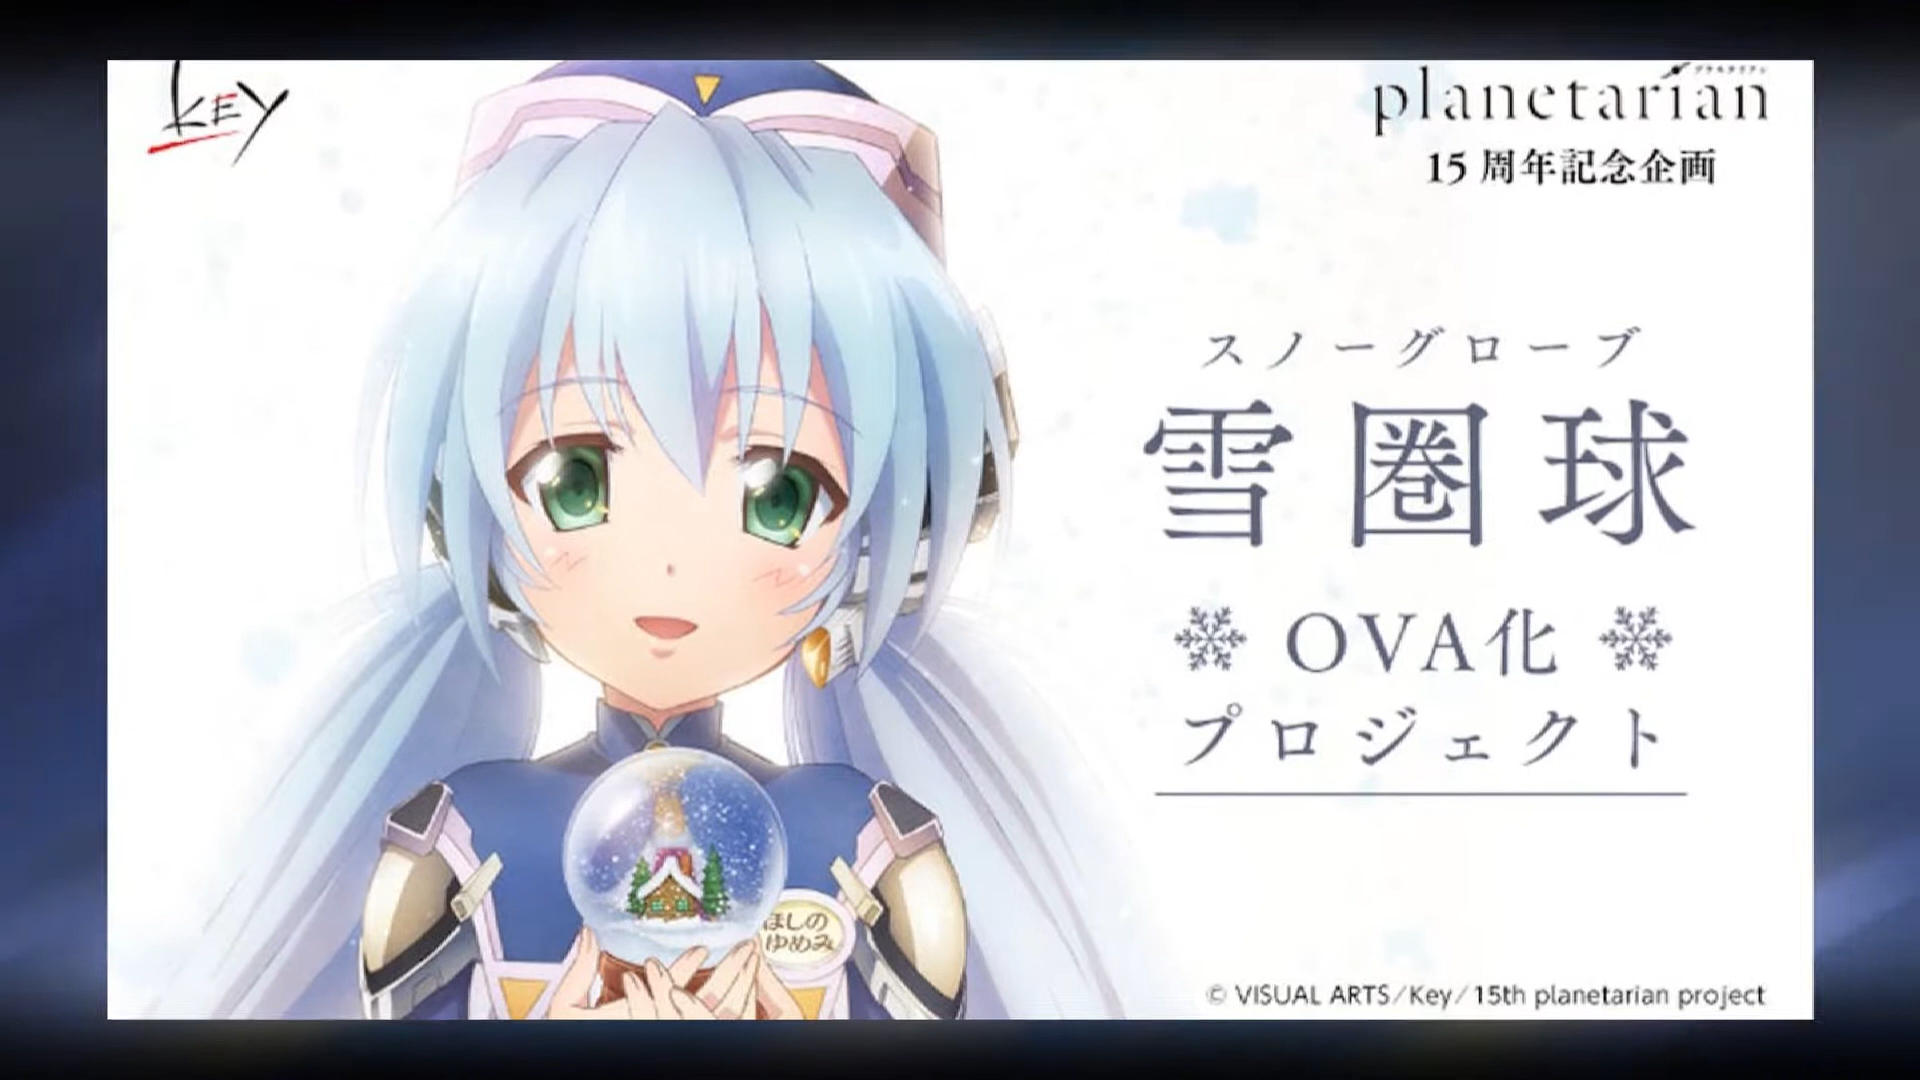 Key
プラネタリアン
planetarian
15周年記念企画
スノーグローブ
雪圏球
OVA化
プロジェクト
ほしの
ゆめみ
© VISUAL ARTS/Key/15th planetarian project